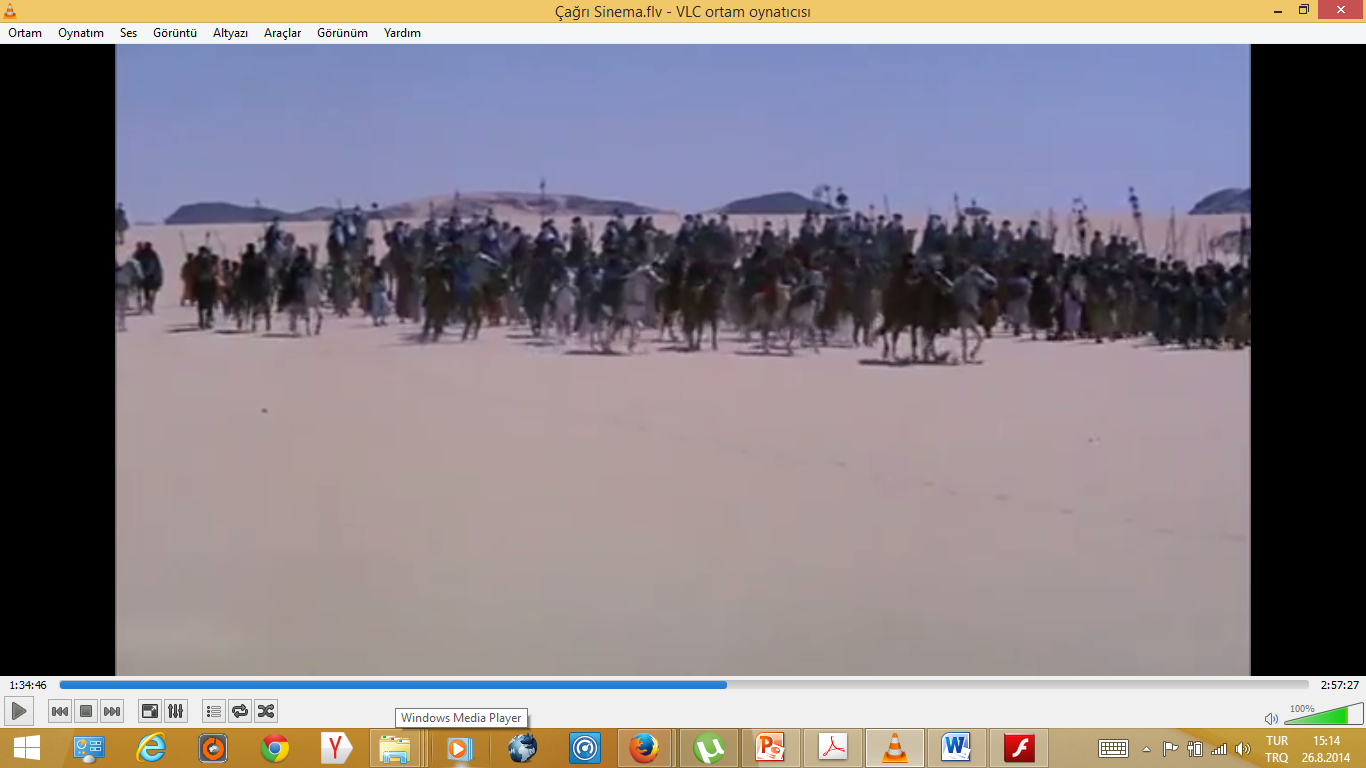 Çağrı Sinema.flv - VLC ortam oynatıcısı
Ortam Oynatım Ses Görüntü Altyazı Araçlar Görünüm Yardım
1:34:46 2:57:27
100%
Windows Media Player
TUR 15:14
TRQ 26.8.2014